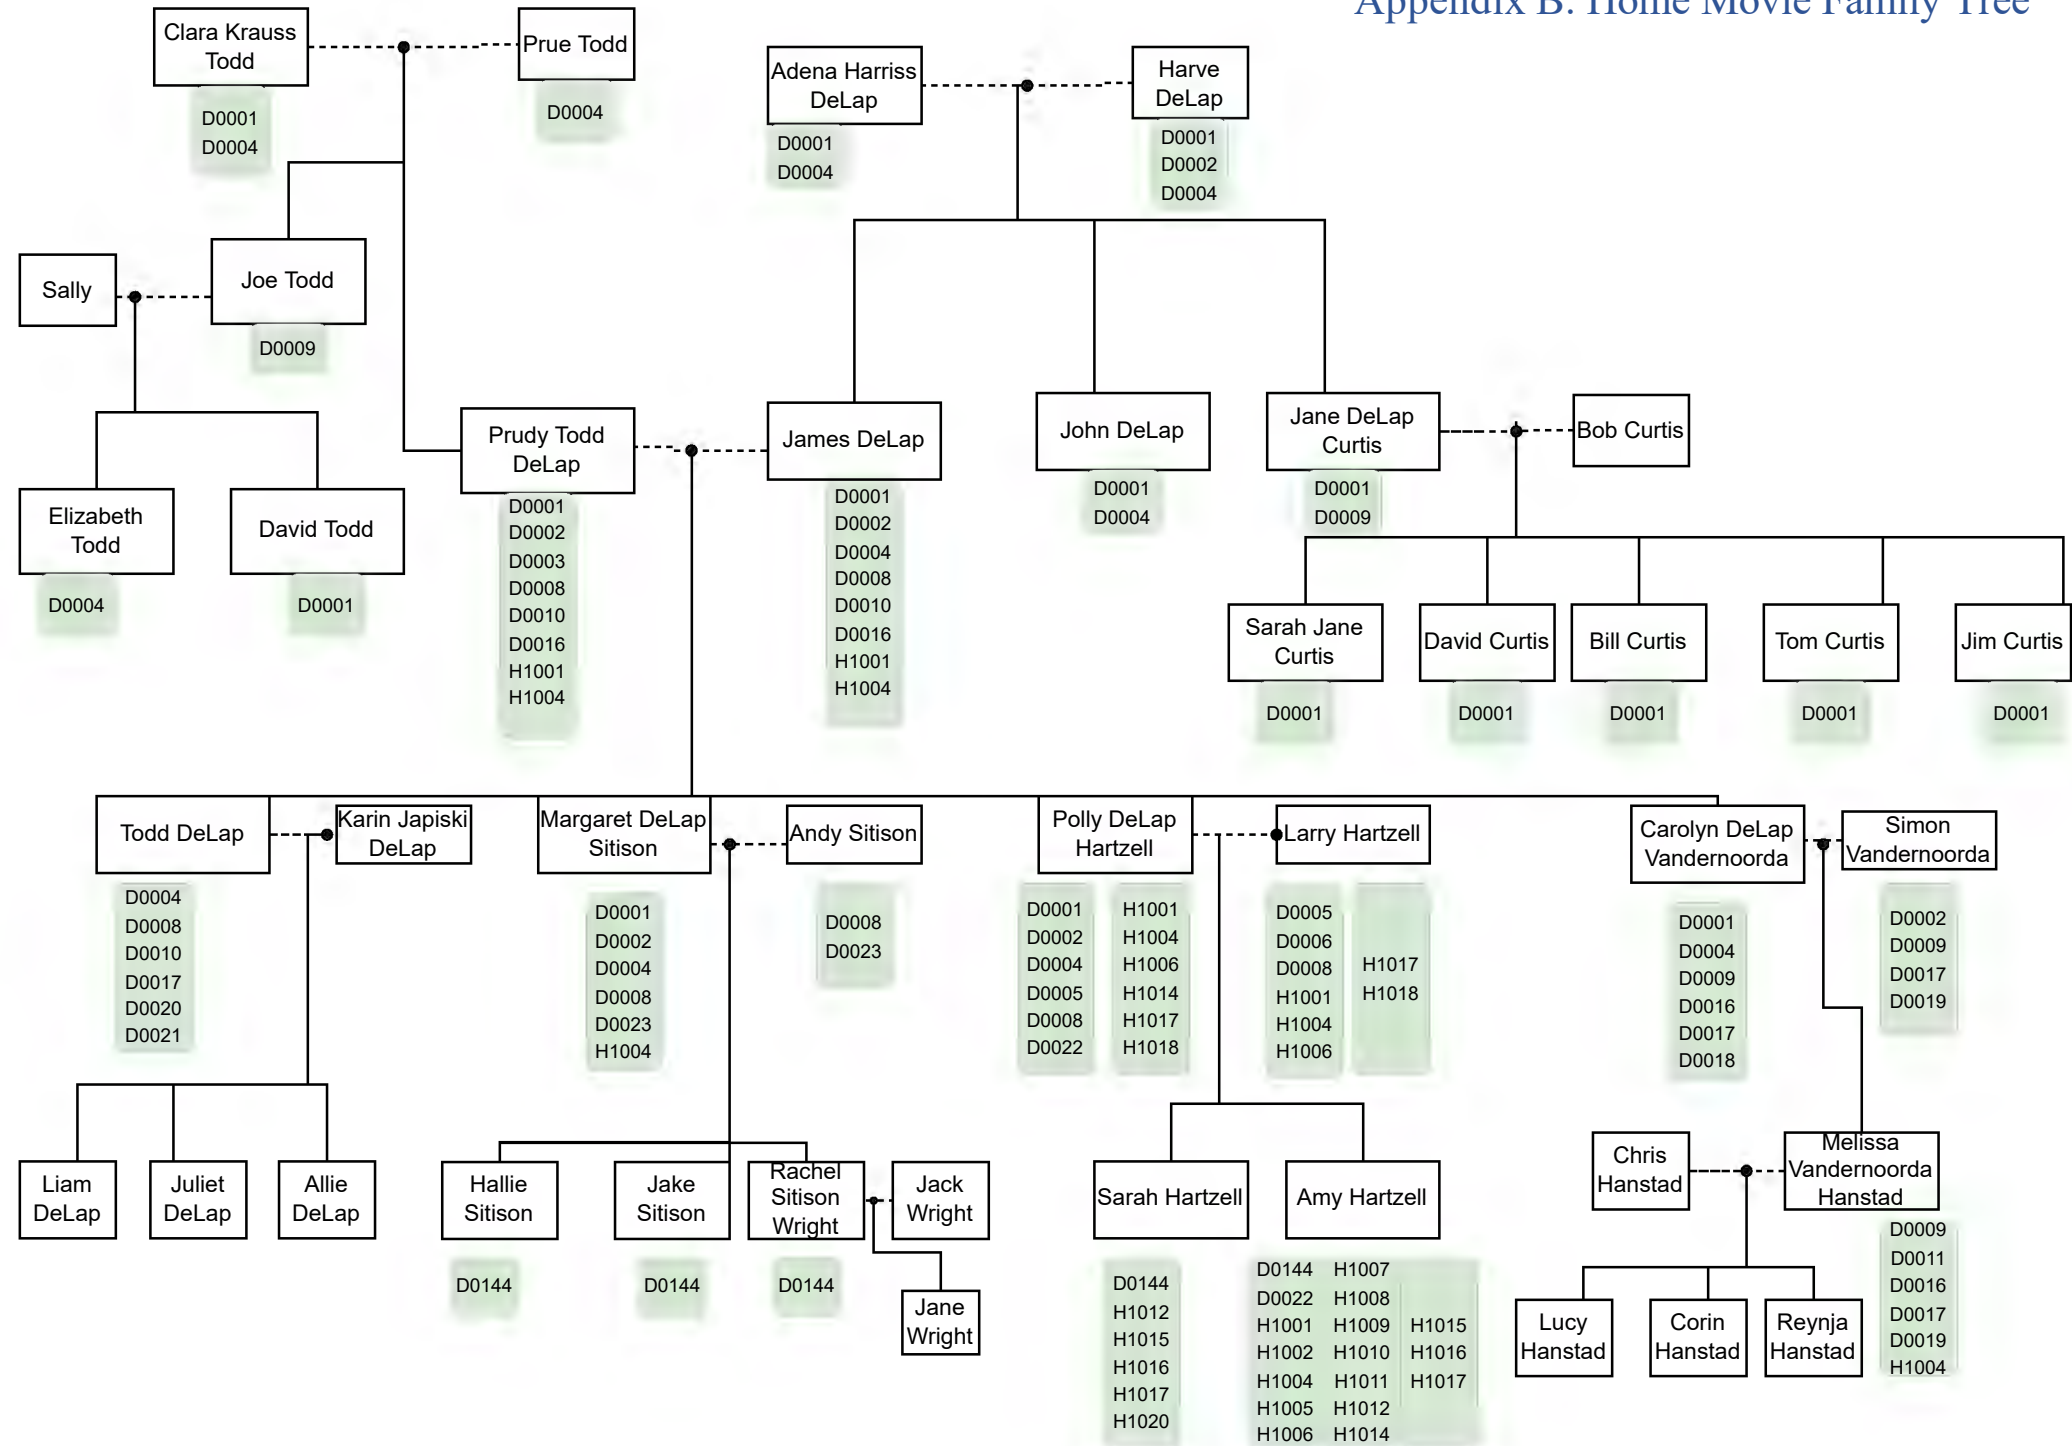 Appendix B: Home Movie Family Tree
Clara Krauss
Todd
D0001
D0004
Prue Todd
D0004
Adena Harriss
DeLap
D0001
D0004
Harve
DeLap
D0001
D0002
D0004
Sally
Joe Todd
D0009
Elizabeth
Todd
D0004
David Todd
D0001
Prudy Todd
DeLap
D0001
D0002
D0003
D0008
D0010
D0016
H1001
H1004
James DeLap
D0001
D0002
D0004
D0008
D0010
D0016
H1001
H1004
John DeLap
D0001
D0004
Jane DeLap
Curtis
D0001
D0009
Bob Curtis
Sarah Jane
Curtis
D0001
David Curtis
D0001
Bill Curtis
D0001
Tom Curtis
D0001
Jim Curtis
D0001
Todd DeLap
D0004
D0008
D0010
D0017
D0020
D0021
Karin Japiski
DeLap
Margaret DeLap
Sitison
D0001
D0002
D0004
D0008
D0023
H1004
Andy Sitison
D0008
D0023
Polly DeLap
Hartzell
D0001 H1001
D0002 H1004
D0004 H1006
D0005 H1014
D0008 H1017
D0022 H1018
Larry Hartzell
D0005
D0006
D0008 H1017
H1001 H1018
H1004
H1006
Carolyn DeLap
Vandernoorda
D0001
D0004
D0009
D0016
D0017
D0018
Simon
Vandernoorda
D0002
D0009
D0017
D0019
Liam
DeLap
Juliet
DeLap
Allie
DeLap
Hallie
Sitison
D0144
Jake
Sitison
D0144
Rachel
Sitison
Wright
D0144
Jack
Wright
Jane
Wright
Sarah Hartzell
D0144
H1012
H1015
H1016
H1017
H1020
Amy Hartzell
D0144 H1007
D0022 H1008
H1001 H1009 H1015
H1002 H1010 H1016
H1004 H1011 H1017
H1005 H1012
H1006 H1014
Chris
Hanstad
Melissa
Vandernoorda
Hanstad
D0009
D0011
D0016
D0017
D0019
H1004
Lucy
Hanstad
Corin
Hanstad
Reynja
Hanstad